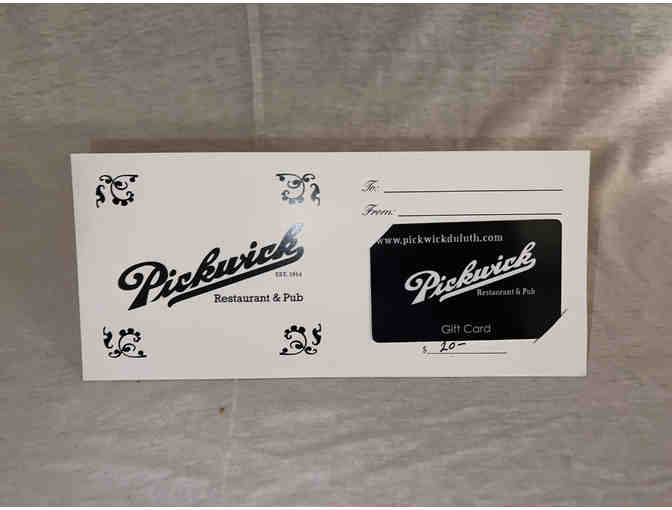 Pickwick
EST. 1914
Restaurant & Pub
To:
From:
www.pickwickduluth.com
Pickwick
Restaurant & Pub
Gift Card
$ 20-